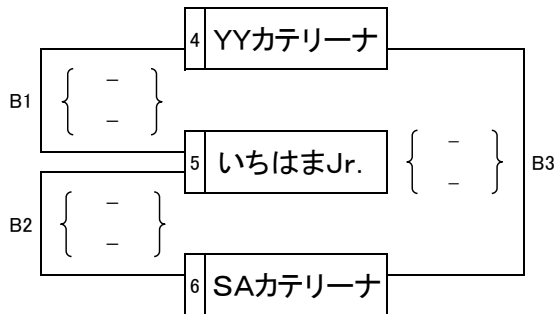 4 YYカテリーナ
B1
{ － }
{ － }
5 いちはまJr.
{ － }
{ － }
B3
B2
{ － }
{ － }
6 SAカテリーナ